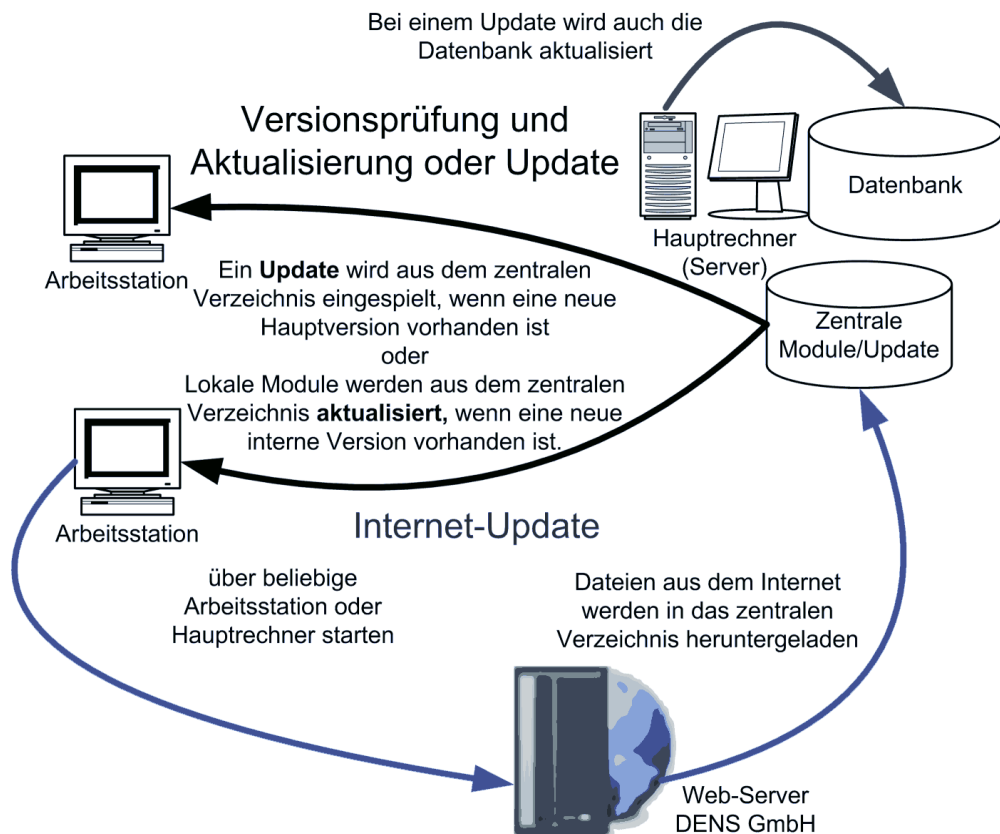 Bei einem Update wird auch die
Datenbank aktualisiert
Versionsprüfung und
Aktualisierung oder Update
Datenbank
Hauptrechner
(Server)
Arbeitsstation
Ein Update wird aus dem zentralen
Verzeichnis eingespielt, wenn eine neue
Hauptversion vorhanden ist
oder
Lokale Module werden aus dem zentralen
Verzeichnis aktualisiert, wenn eine neue
interne Version vorhanden ist.
Zentrale
Module/Update
Arbeitsstation
Internet-Update
über beliebige
Arbeitsstation oder
Hauptrechner starten
Dateien aus dem Internet
werden in das zentralen
Verzeichnis heruntergeladen
Web-Server
DENS GmbH